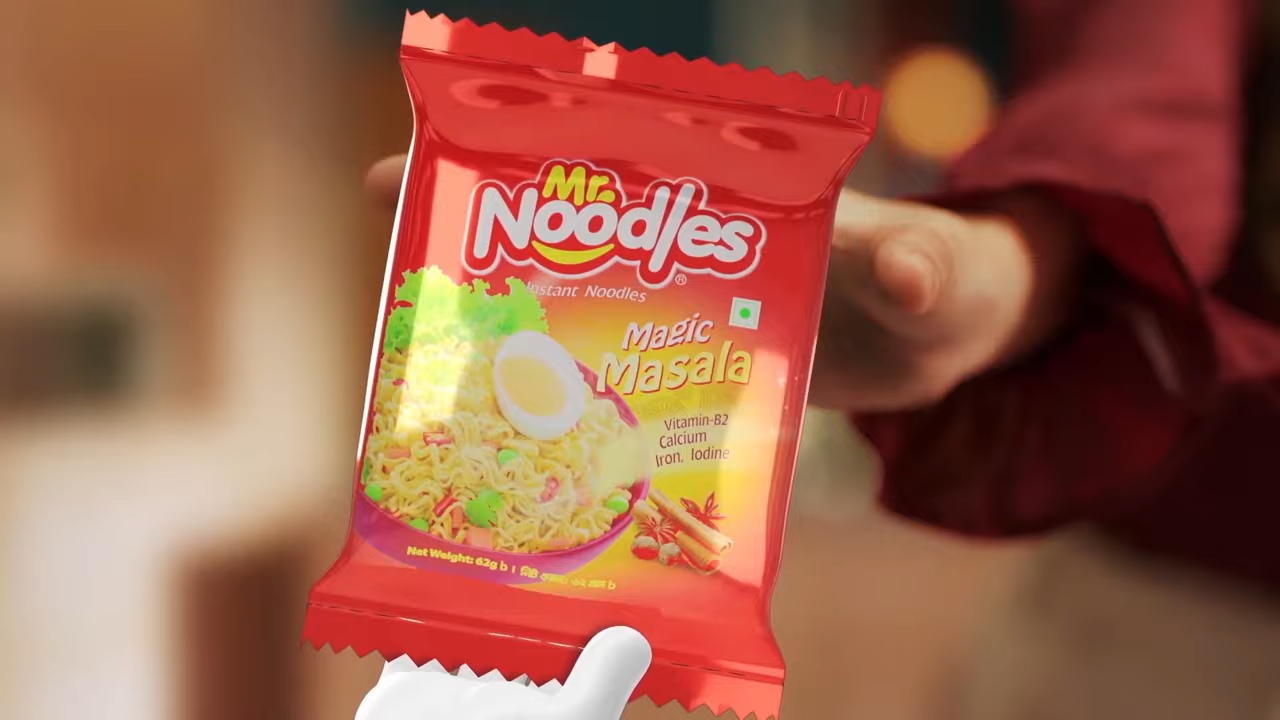 Mr.
Noodles
®
Instant Noodles
Magic
Masala
Vitamin-B2
Calcium
Iron, Iodine
Net Weight: 62g